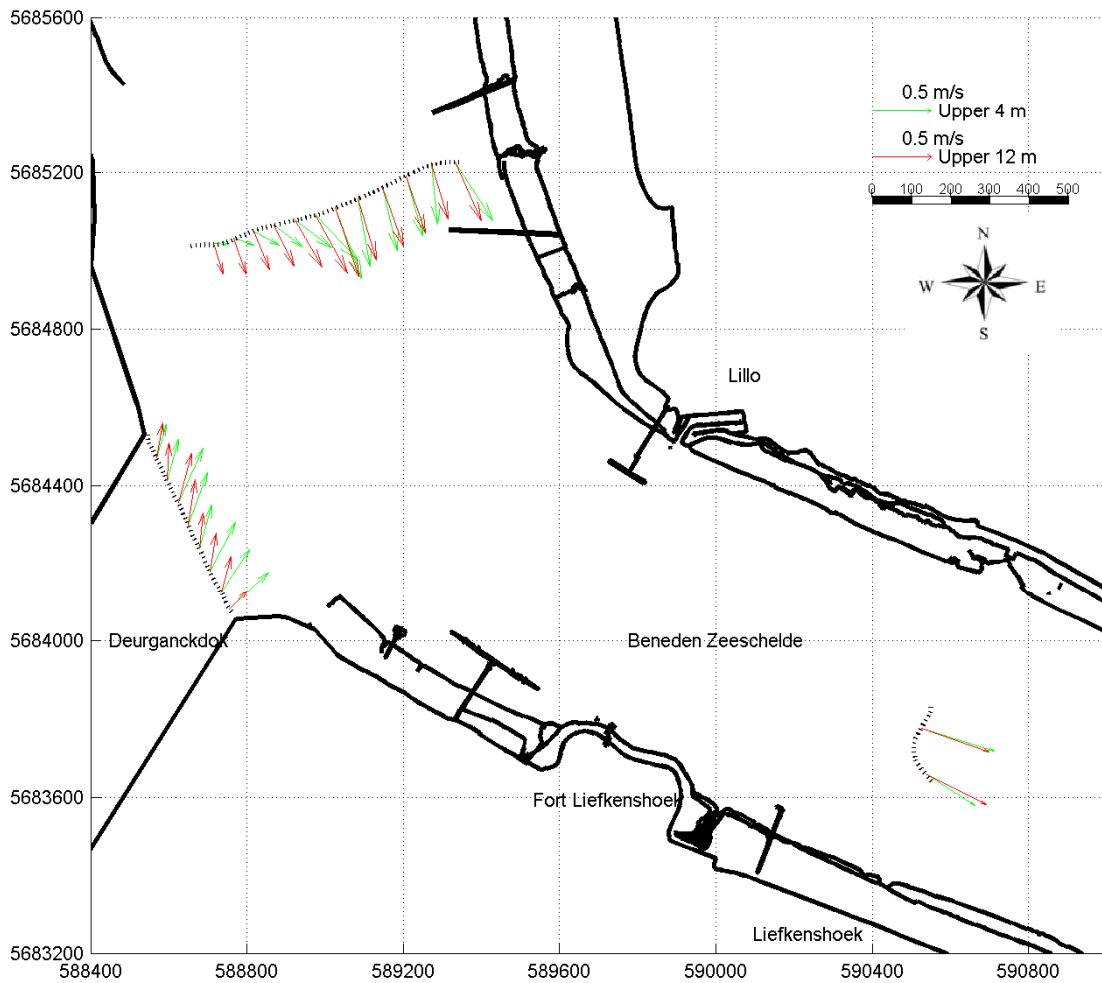 5685600
0.5 m/s
Upper 4 m
0.5 m/s
Upper 12 m
5685200
0 100 200 300 400 500
N
W E
S
5684800
Lillo
5684400
5684000
Deurganckdok
Beneden Zeeschelde
5683600
Fort Liefkenshoek
Liefkenshoek
5683200
588400 588800 589200 589600 590000 590400 590800